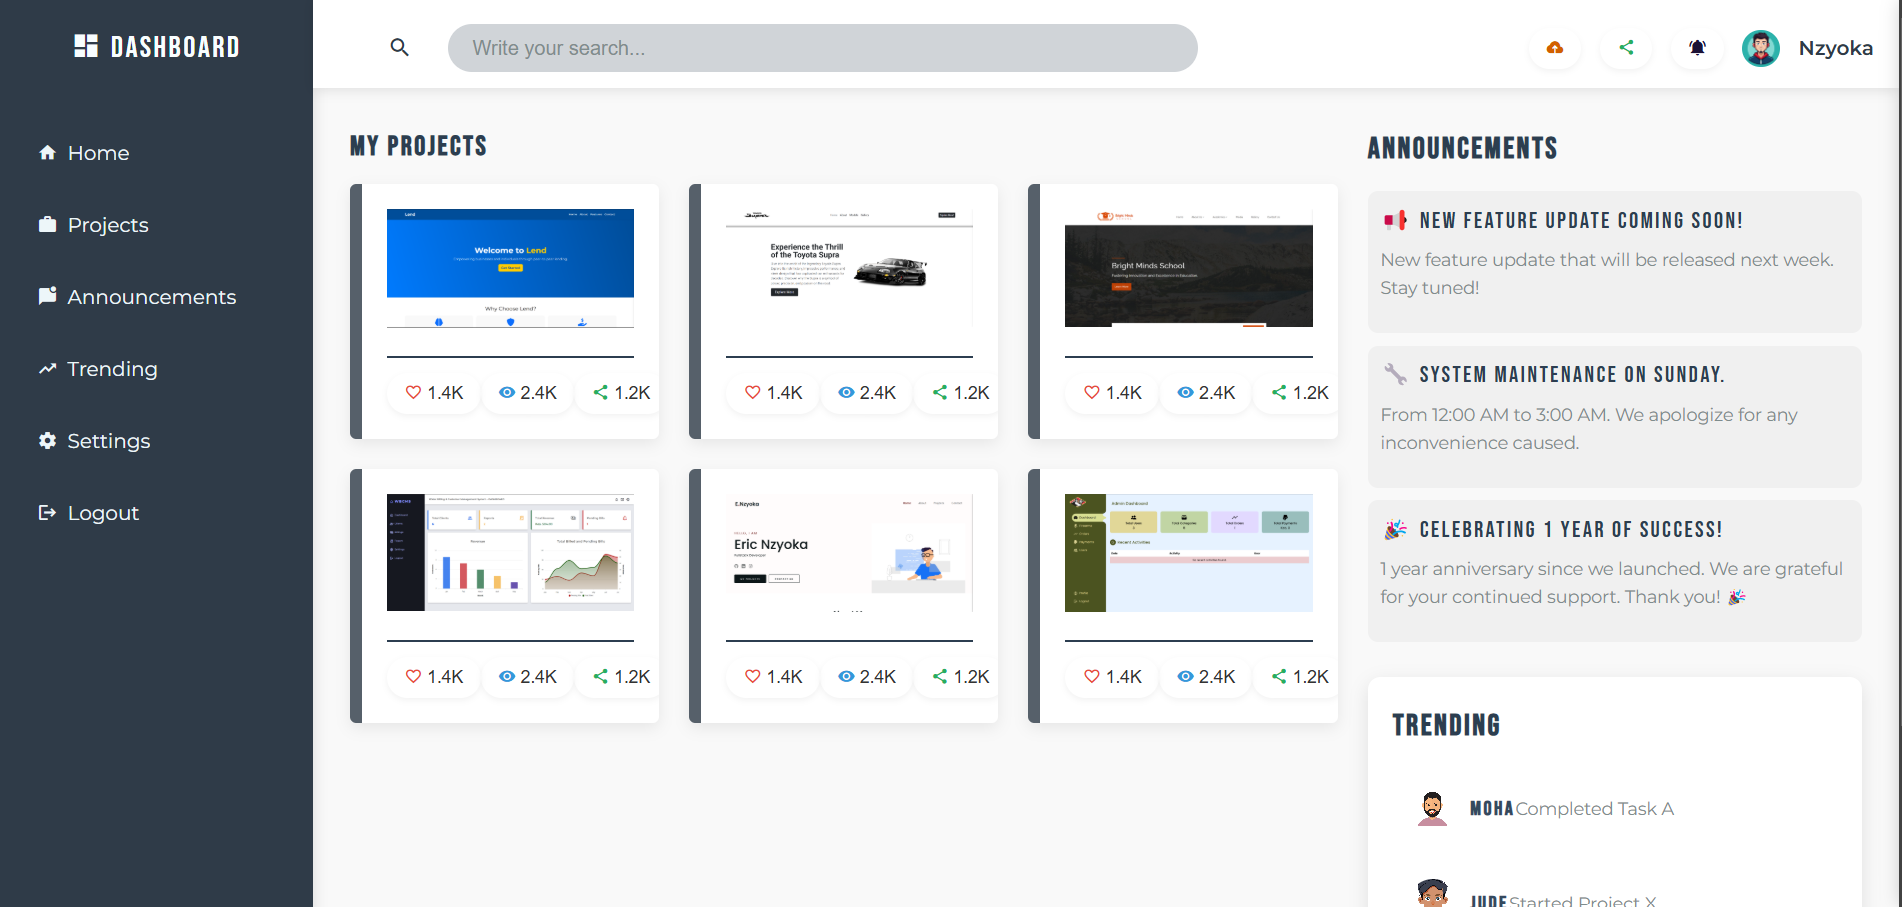 DASHBOARD
Home
Projects
Announcements
Trending
Settings
Logout
Write your search...
Nzyoka
MY PROJECTS
Lend
Welcome to Lend
Why Choose Lend?
1.4K 2.4K 1.2K
Experience the Thrill
of the Toyota Supra
1.4K 2.4K 1.2K
Bright Minds School
1.4K 2.4K 1.2K
Revenue
1.4K 2.4K 1.2K
E.Nzyoka
Eric Nzyoka
1.4K 2.4K 1.2K
Admin Dashboard
Recent Activities
1.4K 2.4K 1.2K
ANNOUNCEMENTS
NEW FEATURE UPDATE COMING SOON!
New feature update that will be released next week.
Stay tuned!
SYSTEM MAINTENANCE ON SUNDAY.
From 12:00 AM to 3:00 AM. We apologize for any
inconvenience caused.
CELEBRATING 1 YEAR OF SUCCESS!
1 year anniversary since we launched. We are grateful
for your continued support. Thank you! 🎉
TRENDING
MOHA Completed Task A
JUDE Started Project X